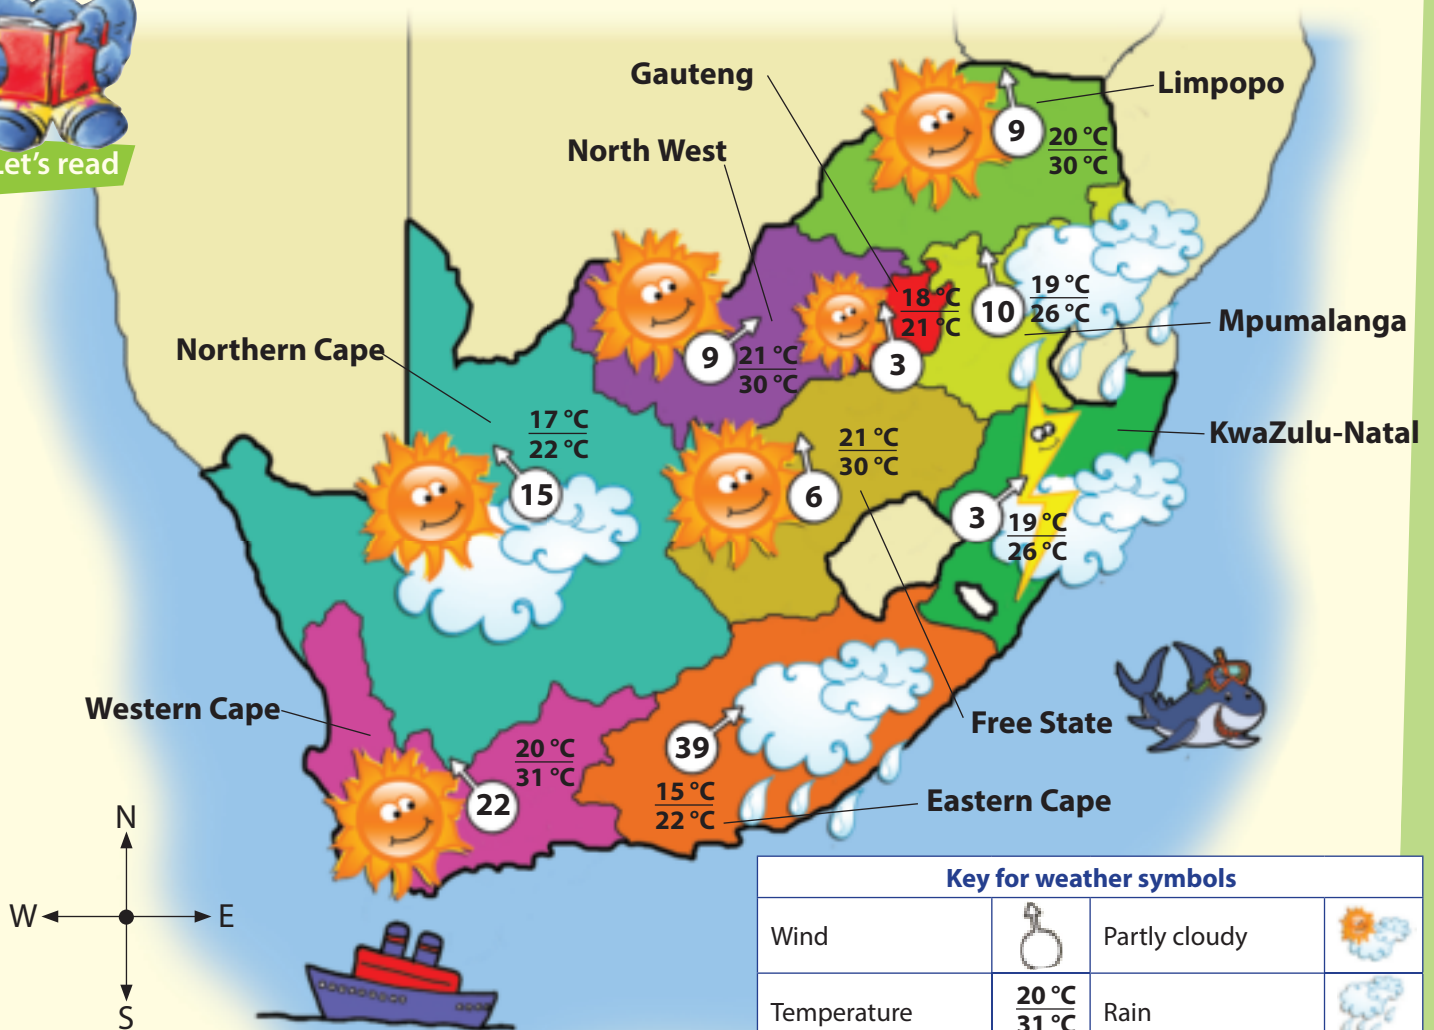 Let's read
Gauteng
Limpopo
9
20 °C
30 °C
North West
18 °C
21 °C
10
19 °C
26 °C
Mpumalanga
Northern Cape
9
21 °C
30 °C
3
17 °C
22 °C
15
6
21 °C
30 °C
KwaZulu-Natal
3
19 °C
26 °C
Western Cape
20 °C
31 °C
22
39
15 °C
22 °C
Free State
Eastern Cape
N
W
E
S
Key for weather symbols
Wind
Partly cloudy
Temperature
20 °C
31 °C
Rain